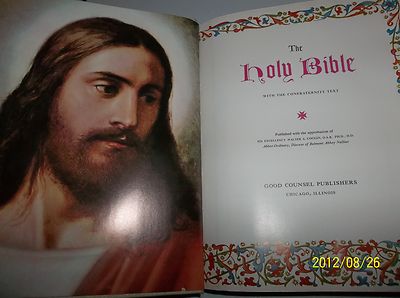 The
Holy Bible
WITH THE CONFRATERNITY TEXT
Published with the approbation of
HIS EXCELLENCY WALTER A. COGGIN, O.S.B., PH.D., D.D.
Abbot-Ordinary, Diocese of Belmont Abbey Nullius
GOOD COUNSEL PUBLISHERS
CHICAGO, ILLINOIS
2012/08/26